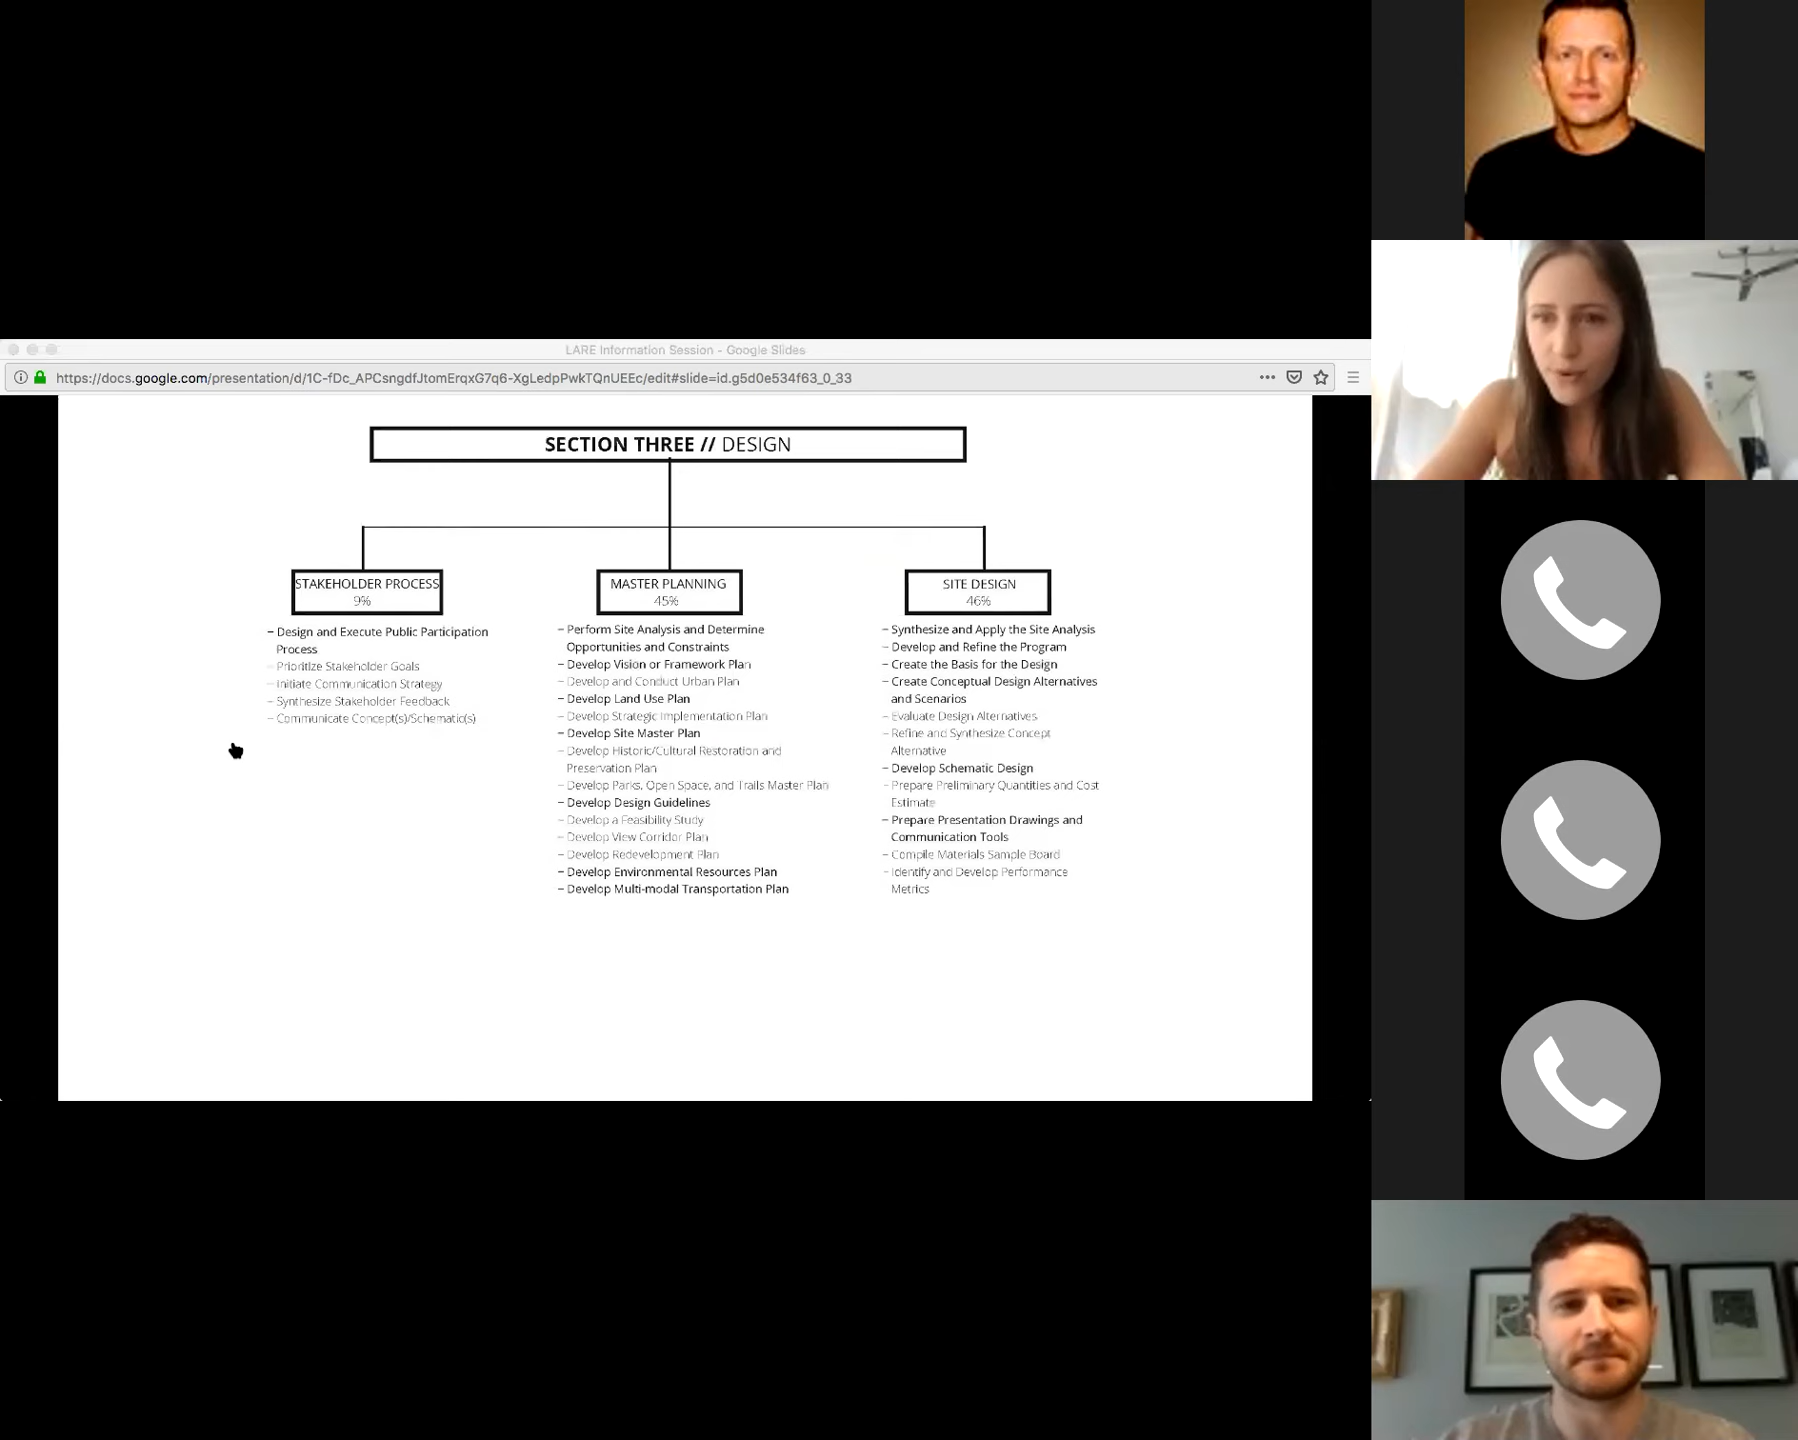 LARE Information Session - Google Slides
https://docs.google.com/presentation/d/1C-fDc_APCsngdfJtomErqxG7q6-XgLedpPwkTQnUEEc/edit#slide=id.g5d0e534f63_0_33
SECTION THREE // DESIGN
STAKEHOLDER PROCESS
9%
– Design and Execute Public Participation
Process
– Prioritize Stakeholder Goals
– Initiate Communication Strategy
– Synthesize Stakeholder Feedback
– Communicate Concept(s)/Schematic(s)
MASTER PLANNING
45%
– Perform Site Analysis and Determine
Opportunities and Constraints
– Develop Vision or Framework Plan
– Develop and Conduct Urban Plan
– Develop Land Use Plan
– Develop Strategic Implementation Plan
– Develop Site Master Plan
– Develop Historic/Cultural Restoration and
Preservation Plan
– Develop Parks, Open Space, and Trails Master Plan
– Develop Design Guidelines
– Develop a Feasibility Study
– Develop View Corridor Plan
– Develop Redevelopment Plan
– Develop Environmental Resources Plan
– Develop Multi-modal Transportation Plan
SITE DESIGN
46%
– Synthesize and Apply the Site Analysis
– Develop and Refine the Program
– Create the Basis for the Design
– Create Conceptual Design Alternatives
and Scenarios
– Evaluate Design Alternatives
– Refine and Synthesize Concept
Alternative
– Develop Schematic Design
– Prepare Preliminary Quantities and Cost
Estimate
– Prepare Presentation Drawings and
Communication Tools
– Compile Materials Sample Board
– Identify and Develop Performance
Metrics